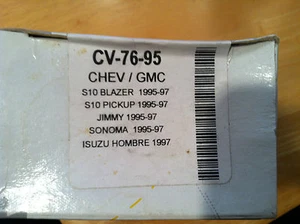 CV-76-95
CHEV / GMC
S10 BLAZER 1995-97
S10 PICKUP 1995-97
JIMMY 1995-97
SONOMA 1995-97
ISUZU HOMBRE 1997